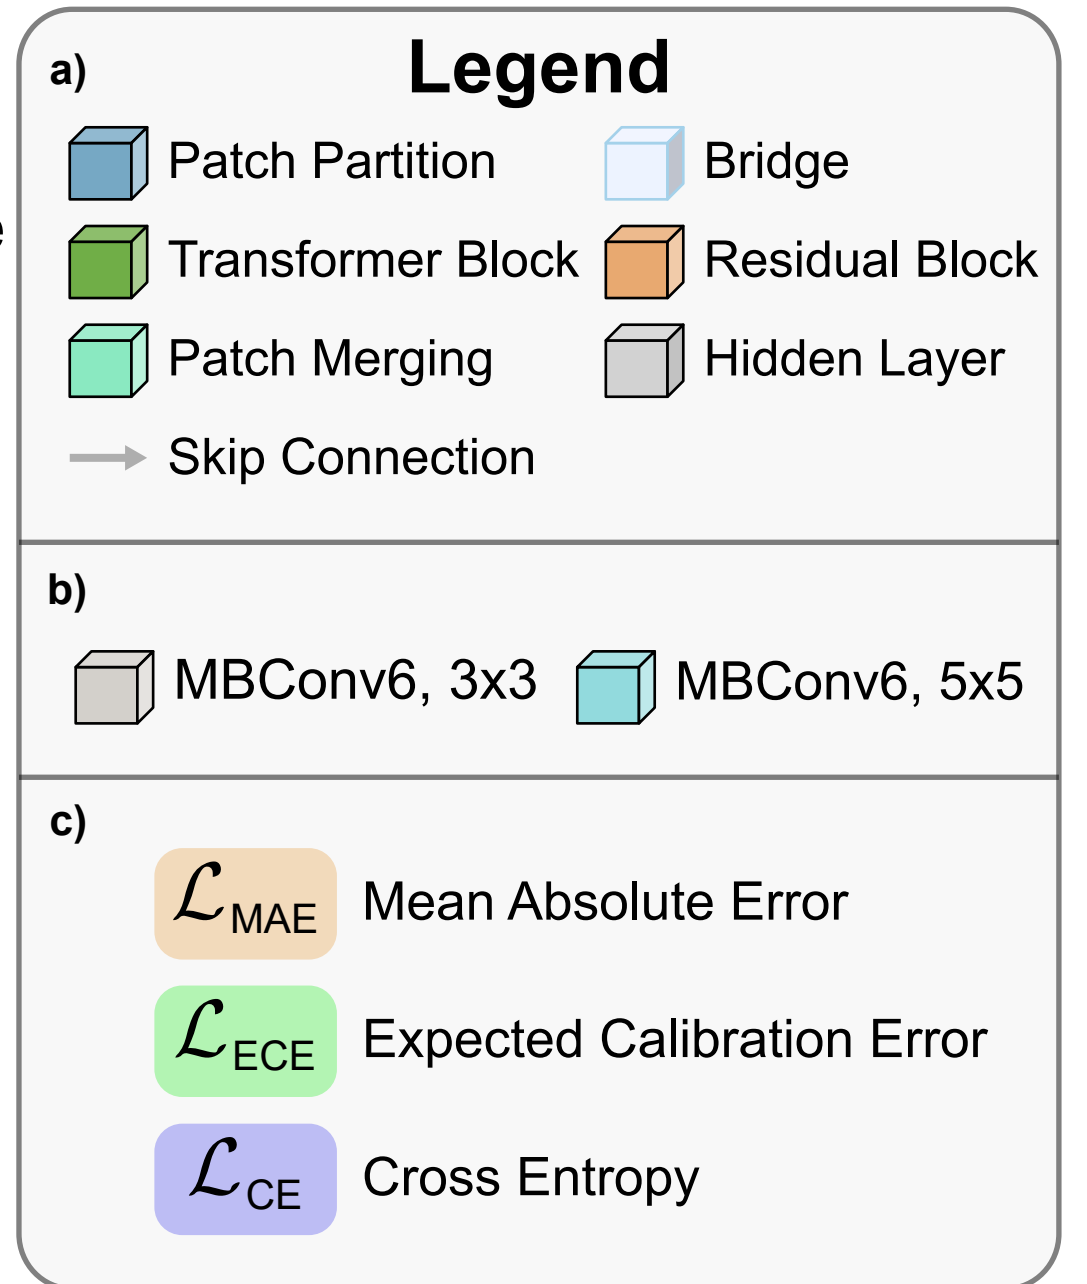 a) Legend
Patch Partition
Bridge
e
Transformer Block
Residual Block
Patch Merging
Hidden Layer
Skip Connection
b)
MBConv6, 3x3
MBConv6, 5x5
c)
ℒMAE Mean Absolute Error
ℒECE Expected Calibration Error
ℒCE Cross Entropy